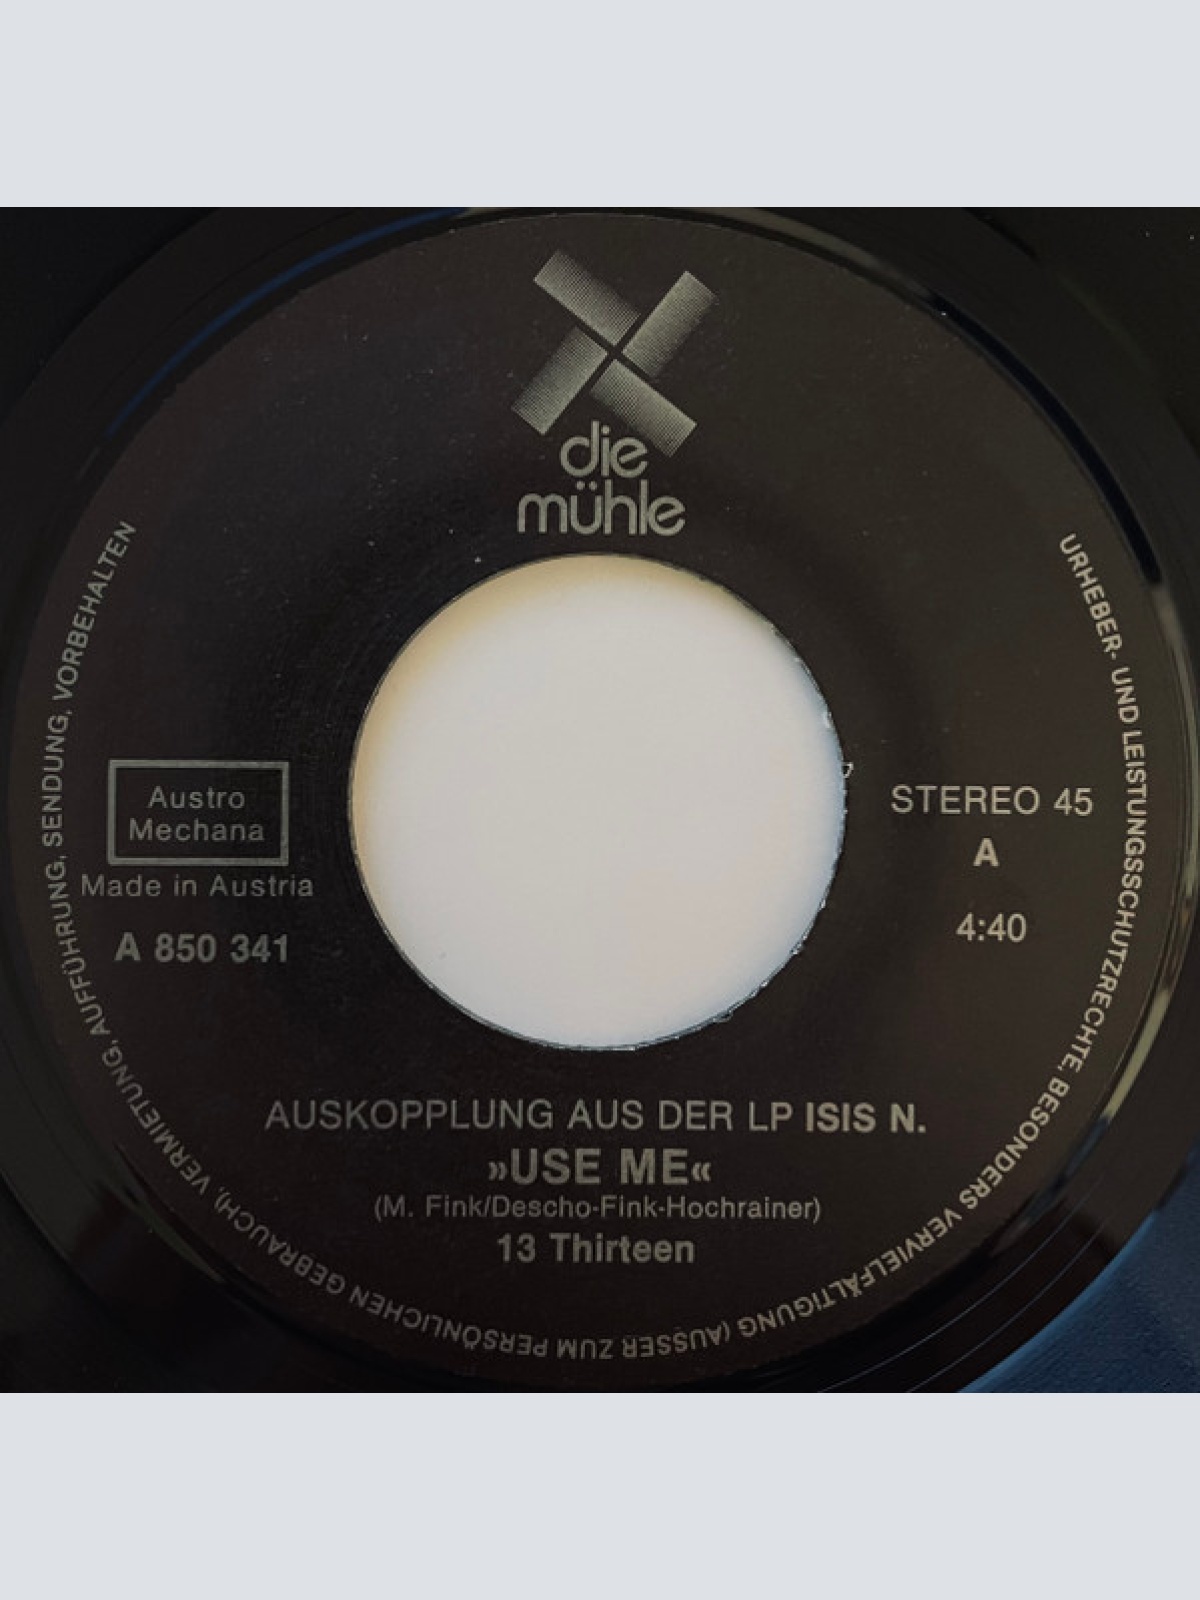 die
mühle
URHEBER- UND LEISTUNGSSCHUTZRECHTE, BESONDERS VERVIELFÄLTIGUNG (AUSSER ZUM PERSÖNLICHEN GEBRAUCH), VERMIETUNG, AUFFÜHRUNG, SENDUNG, VORBEHALTEN
Austro
Mechana
Made in Austria
A 850 341
STEREO 45
A
4:40
AUSKOPPLUNG AUS DER LP ISIS N.
»USE ME«
(M. Fink/Descho-Fink-Hochrainer)
13 Thirteen